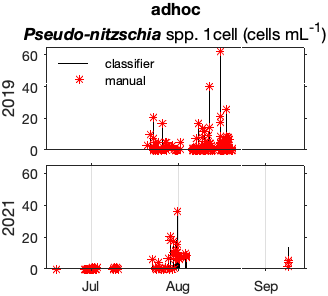 adhoc
Pseudo-nitzschia spp. 1cell (cells mL-1)
60
40
20
0
2019
classifier
manual
60
40
20
0
2021
Jul Aug Sep